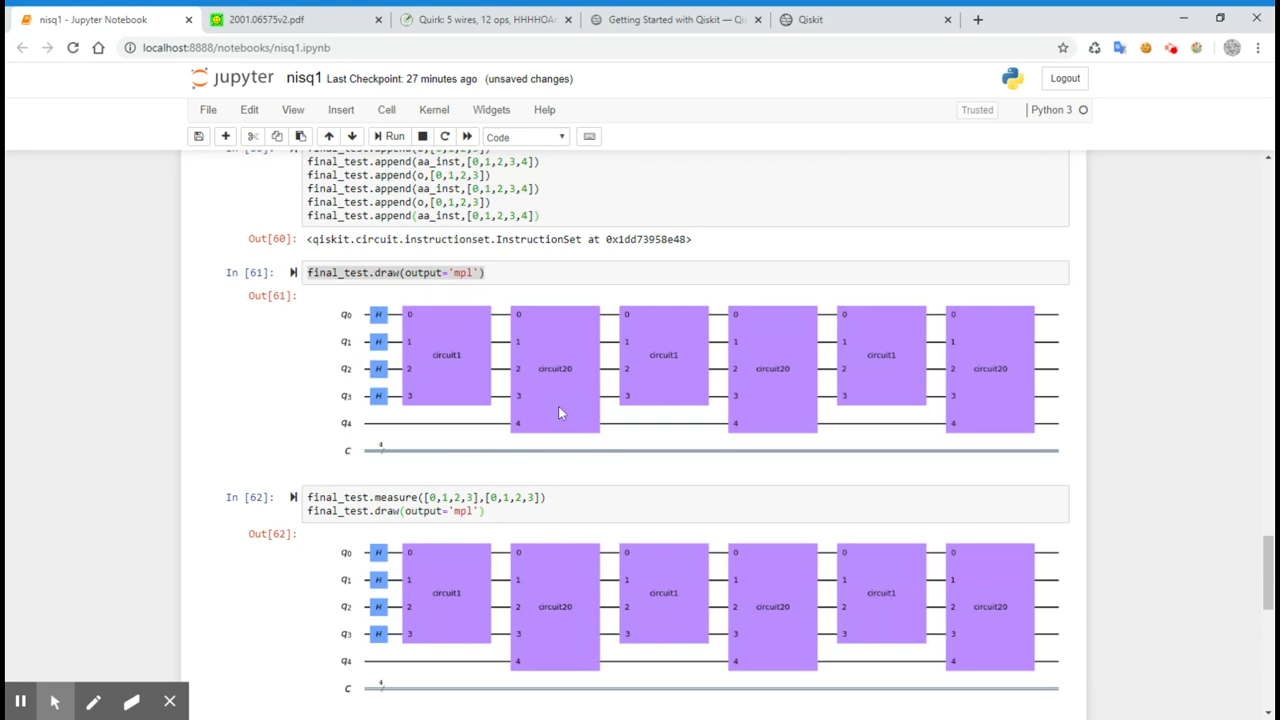 nisq1 - Jupyter Notebook
2001.06575v2.pdf
Quirk: 5 wires, 12 ops, HHHHOA
Getting Started with Qiskit — Qis
Qiskit
localhost:8888/notebooks/nisq1.ipynb
jupyter nisq1 Last Checkpoint: 27 minutes ago (unsaved changes)
Logout
File Edit View Insert Cell Kernel Widgets Help
Trusted
Python 3
Run
Code
final_test.append(aa_inst,[0,1,2,3,4])
final_test.append(o,[0,1,2,3])
final_test.append(aa_inst,[0,1,2,3,4])
final_test.append(o,[0,1,2,3])
final_test.append(aa_inst,[0,1,2,3,4])
Out[60]: <qiskit.circuit.instructionset.InstructionSet at 0x1dd73958e48>
In [61]: final_test.draw(output='mpl')
Out[61]:
q0 H 0 0 0 0 0 0
q1 H 1 1 1 1 1 1
circuit1 circuit1 circuit1
q2 H 2 2 circuit20 2 2 circuit20 2 2 circuit20
q3 H 3 3 3 3 3 3
q4 4 4 4
c 4
In [62]: final_test.measure([0,1,2,3],[0,1,2,3])
final_test.draw(output='mpl')
Out[62]:
q0 H 0 0 0 0 0 0
q1 H 1 1 1 1 1 1
circuit1 circuit1 circuit1
q2 H 2 2 circuit20 2 2 circuit20 2 2 circuit20
q3 H 3 3 3 3 3 3
q4 4 4 4
c 4